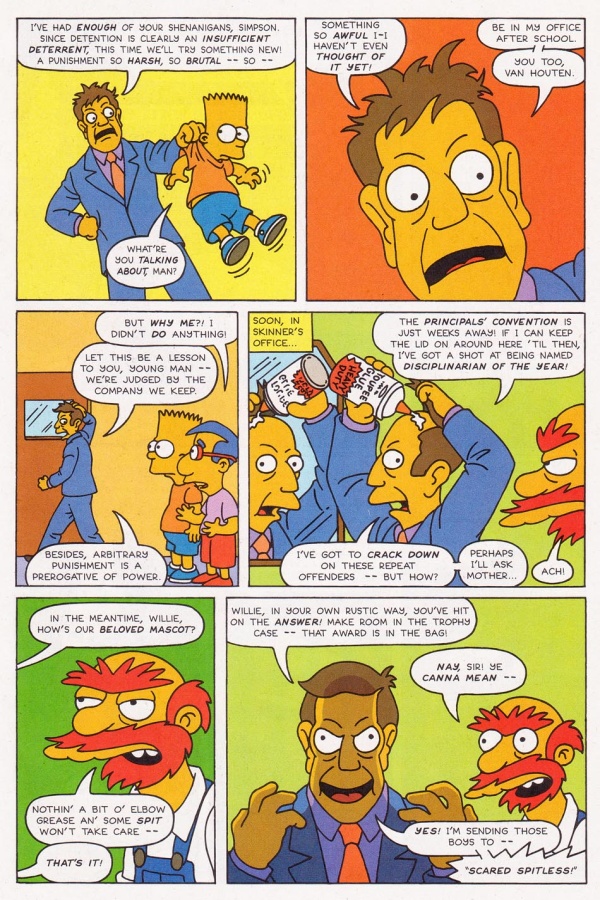 I'VE HAD ENOUGH OF YOUR SHENANIGANS, SIMPSON.
SINCE DETENTION IS CLEARLY AN INSUFFICIENT
DETERRENT, THIS TIME WE'LL TRY SOMETHING NEW!
A PUNISHMENT SO HARSH, SO BRUTAL -- SO --
WHAT'RE
YOU TALKING
ABOUT, MAN?
SOMETHING
SO AWFUL I-I
HAVEN'T EVEN
THOUGHT OF
IT YET!
BE IN MY OFFICE
AFTER SCHOOL.
YOU TOO,
VAN HOUTEN.
BUT WHY ME?! I
DIDN'T DO ANYTHING!
LET THIS BE A LESSON
TO YOU, YOUNG MAN --
WE'RE JUDGED BY THE
COMPANY WE KEEP.
BESIDES, ARBITRARY
PUNISHMENT IS A
PREROGATIVE OF POWER.
SOON, IN
SKINNER'S
OFFICE...
THE PRINCIPALS' CONVENTION IS
JUST WEEKS AWAY! IF I CAN KEEP
THE LID ON AROUND HERE 'TIL THEN,
I'VE GOT A SHOT AT BEING NAMED
DISCIPLINARIAN OF THE YEAR!
HEAVY
DUTY
TOUPEE
GLUE
I'VE GOT TO CRACK DOWN
ON THESE REPEAT
OFFENDERS -- BUT HOW?
PERHAPS
I'LL ASK
MOTHER...
ACH!
IN THE MEANTIME, WILLIE,
HOW'S OUR BELOVED MASCOT?
NOTHIN' A BIT O' ELBOW
GREASE AN' SOME SPIT
WON'T TAKE CARE --
THAT'S IT!
WILLIE, IN YOUR OWN RUSTIC WAY, YOU'VE HIT
ON THE ANSWER! MAKE ROOM IN THE TROPHY
CASE -- THAT AWARD IS IN THE BAG!
NAY, SIR! YE
CANNA MEAN --
YES! I'M SENDING THOSE
BOYS TO --
"SCARED SPITLESS!"